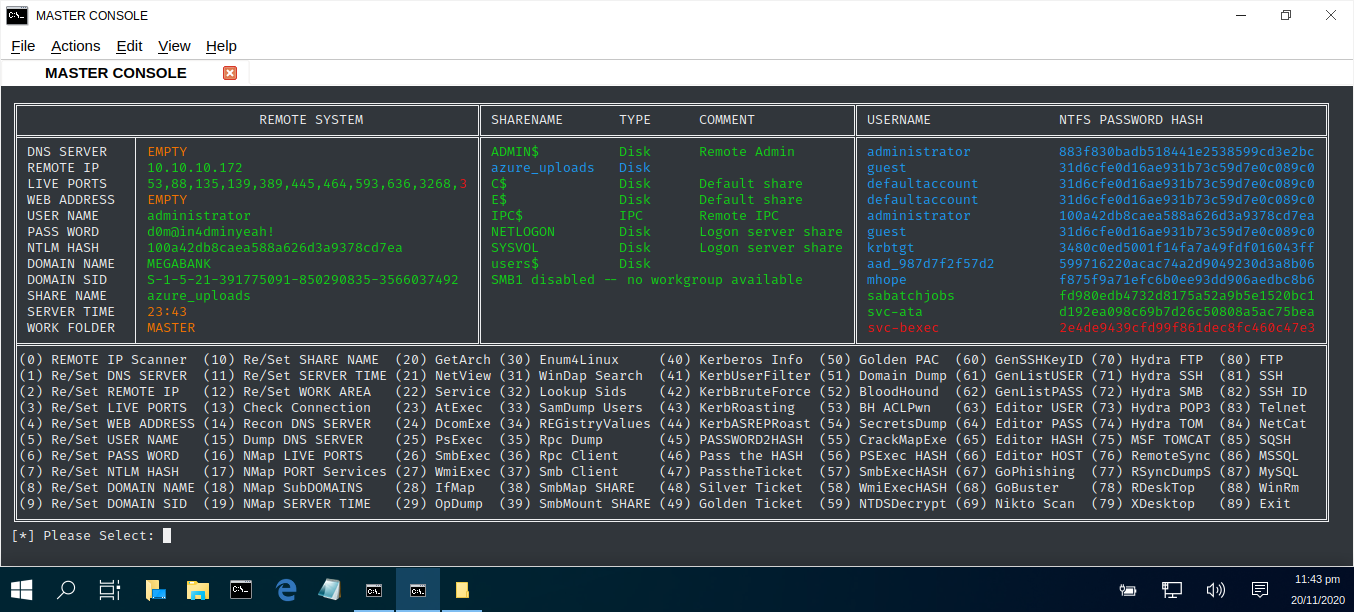 MASTER CONSOLE
File Actions Edit View Help
MASTER CONSOLE
REMOTE SYSTEM SHARENAME TYPE COMMENT USERNAME NTFS PASSWORD HASH
DNS SERVER EMPTY ADMIN$ Disk Remote Admin administrator 883f830badb518441e2538599cd3e2bc
REMOTE IP 10.10.10.172 azure_uploads Disk guest 31d6cfe0d16ae931b73c59d7e0c089c0
LIVE PORTS 53,88,135,139,389,445,464,593,636,3268,3 C$ Disk Default share defaultaccount 31d6cfe0d16ae931b73c59d7e0c089c0
WEB ADDRESS EMPTY E$ Disk Default share defaultaccount 31d6cfe0d16ae931b73c59d7e0c089c0
USER NAME administrator IPC$ IPC Remote IPC administrator 100a42db8caea588a626d3a9378cd7ea
PASS WORD d0m@in4dminyeah! NETLOGON Disk Logon server share guest 31d6cfe0d16ae931b73c59d7e0c089c0
NTLM HASH 100a42db8caea588a626d3a9378cd7ea SYSVOL Disk Logon server share krbtgt 3480c0ed5001f14fa7a49fdf016043ff
DOMAIN NAME MEGABANK users$ Disk aad_987d7f2f57d2 599716220acac74a2d9049230d3a8b06
DOMAIN SID S-1-5-21-391775091-850290835-3566037492 SMB1 disabled -- no workgroup available mhope f875f9a71efc6b0ee93dd906aedbc8b6
SHARE NAME azure_uploads sabatchjobs fd980edb4732d8175a52a9b5e1520bc1
SERVER TIME 23:43 svc-ata d192ea098c69b7d26c50808a5ac75bea
WORK FOLDER MASTER svc-bexec 2e4de9439cfd99f861dec8fc460c47e3
(0) REMOTE IP Scanner (10) Re/Set SHARE NAME (20) GetArch (30) Enum4Linux (40) Kerberos Info (50) Golden PAC (60) GenSSHKeyID (70) Hydra FTP (80) FTP
(1) Re/Set DNS SERVER (11) Re/Set SERVER TIME (21) NetView (31) WinDap Search (41) KerbUserFilter (51) Domain Dump (61) GenListUSER (71) Hydra SSH (81) SSH
(2) Re/Set REMOTE IP (12) Re/Set WORK AREA (22) Service (32) Lookup Sids (42) KerbBruteForce (52) BloodHound (62) GenListPASS (72) Hydra SMB (82) SSH ID
(3) Re/Set LIVE PORTS (13) Check Connection (23) AtExec (33) SamDump Users (43) KerbRoasting (53) BH ACLPwn (63) Editor USER (73) Hydra POP3 (83) Telnet
(4) Re/Set WEB ADDRESS (14) Recon DNS SERVER (24) DcomExe (34) REGistryValues (44) KerbASREPRoast (54) SecretsDump (64) Editor PASS (74) Hydra TOM (84) NetCat
(5) Re/Set USER NAME (15) Dump DNS SERVER (25) PsExec (35) Rpc Dump (45) PASSWORD2HASH (55) CrackMapExe (65) Editor HASH (75) MSF TOMCAT (85) SQSH
(6) Re/Set PASS WORD (16) NMap LIVE PORTS (26) SmbExec (36) Rpc Client (46) Pass the HASH (56) PSExec HASH (66) Editor HOST (76) RemoteSync (86) MSSQL
(7) Re/Set NTLM HASH (17) NMap PORT Services (27) WmiExec (37) Smb Client (47) PasstheTicket (57) SmbExecHASH (67) GoPhishing (77) RSyncDumpS (87) MySQL
(8) Re/Set DOMAIN NAME (18) NMap SubDOMAINS (28) IfMap (38) SmbMap SHARE (48) Silver Ticket (58) WmiExecHASH (68) GoBuster (78) RDeskTop (88) WinRm
(9) Re/Set DOMAIN SID (19) NMap SERVER TIME (29) OpDump (39) SmbMount SHARE (49) Golden Ticket (59) NTDSDecrypt (69) Nikto Scan (79) XDesktop (89) Exit
[*] Please Select:
11:43 pm
20/11/2020